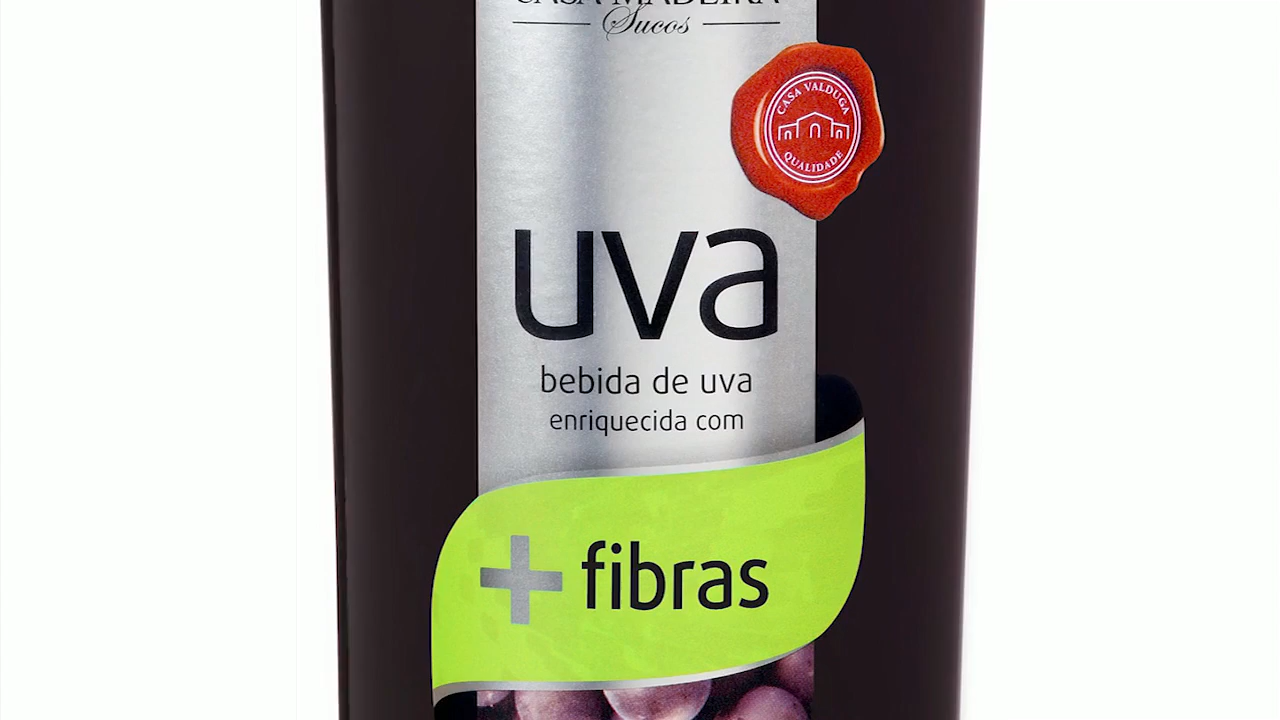 CASA MADEIRA
Sucos
CASA VALDUGA
QUALIDADE
uva
bebida de uva
enriquecida com
+ fibras